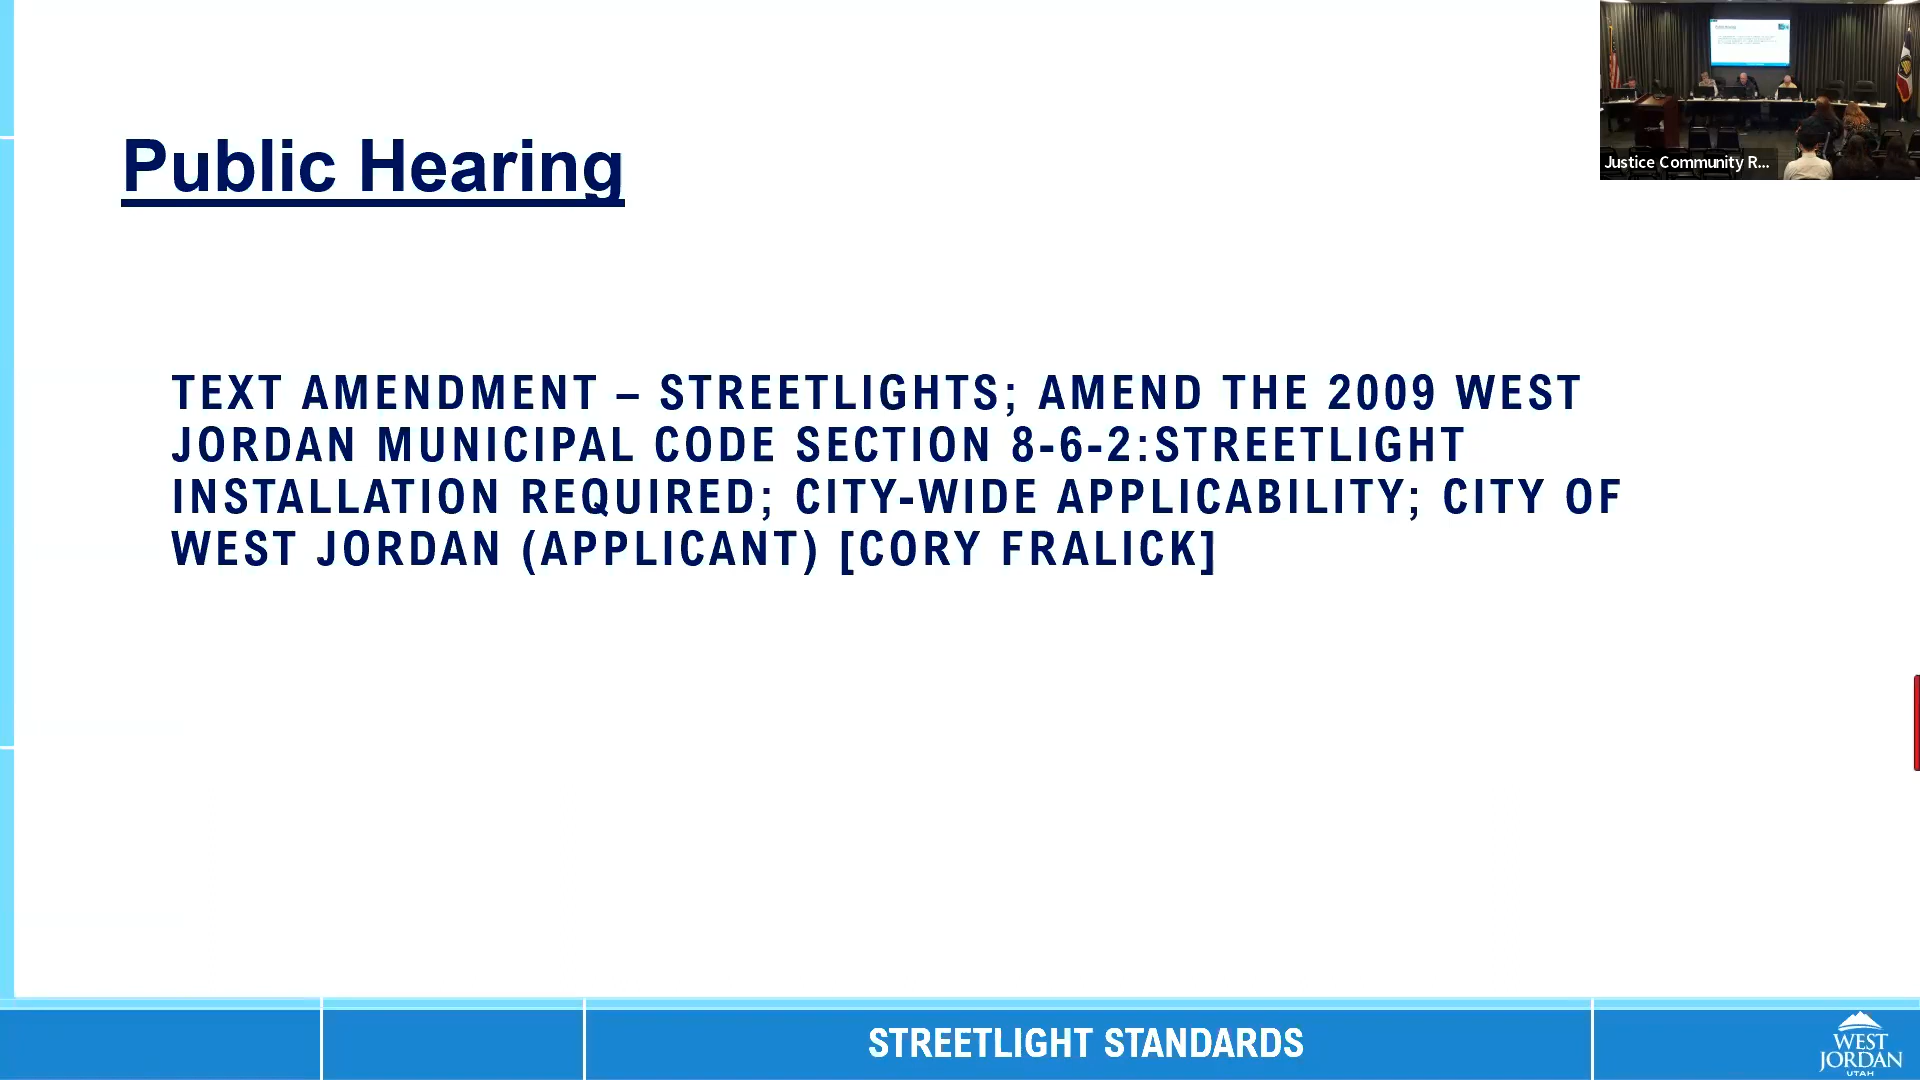 Public Hearing
TEXT AMENDMENT – STREETLIGHTS; AMEND THE 2009 WEST
JORDAN MUNICIPAL CODE SECTION 8-6-2:STREETLIGHT
INSTALLATION REQUIRED; CITY-WIDE APPLICABILITY; CITY OF
WEST JORDAN (APPLICANT) [CORY FRALICK]
Justice Community R...
STREETLIGHT STANDARDS
WEST
JORDAN
UTAH